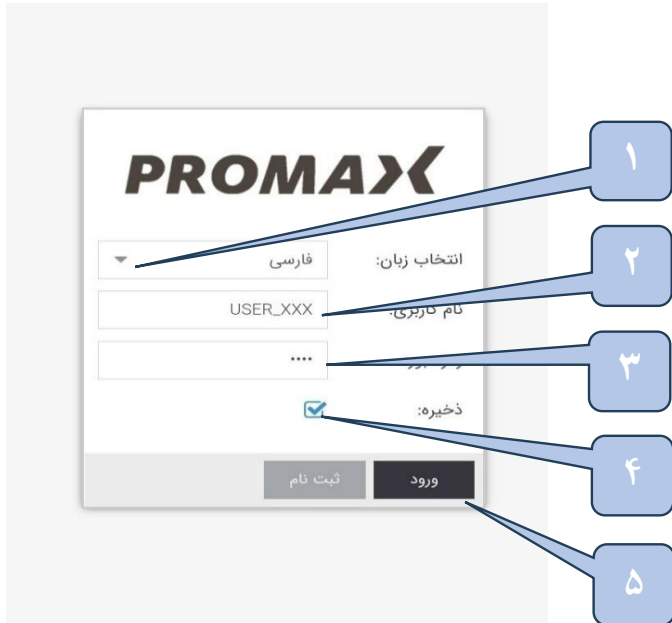 PROMAX
۱
انتخاب زبان: فارسی
۲
نام کاربری: USER_XXX
۳
••••
ذخیره:
۴
ورود ثبت نام
۵